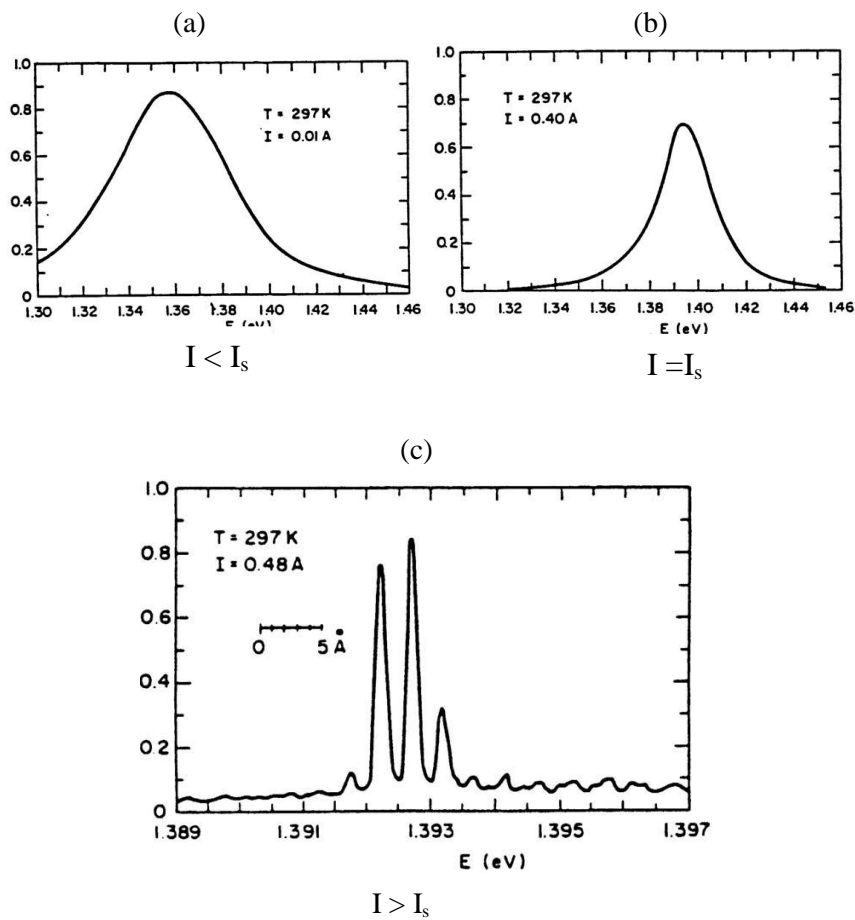 (a)
(b)
1.0
0.8
0.6
0.4
0.2
0
T = 297K
I = 0.01A
1.30 1.32 1.34 1.36 1.38 1.40 1.42 1.44 1.46
E (eV)
I < Iₛ
1.0
0.8
0.6
0.4
0.2
0
T = 297K
I = 0.40A
1.30 1.32 1.34 1.36 1.38 1.40 1.42 1.44 1.46
E (eV)
I =Iₛ
(c)
1.0
0.8
0.6
0.4
0.2
0
T = 297K
I = 0.48A
0 5 Å
1.389 1.391 1.393 1.395 1.397
E (eV)
I > Iₛ